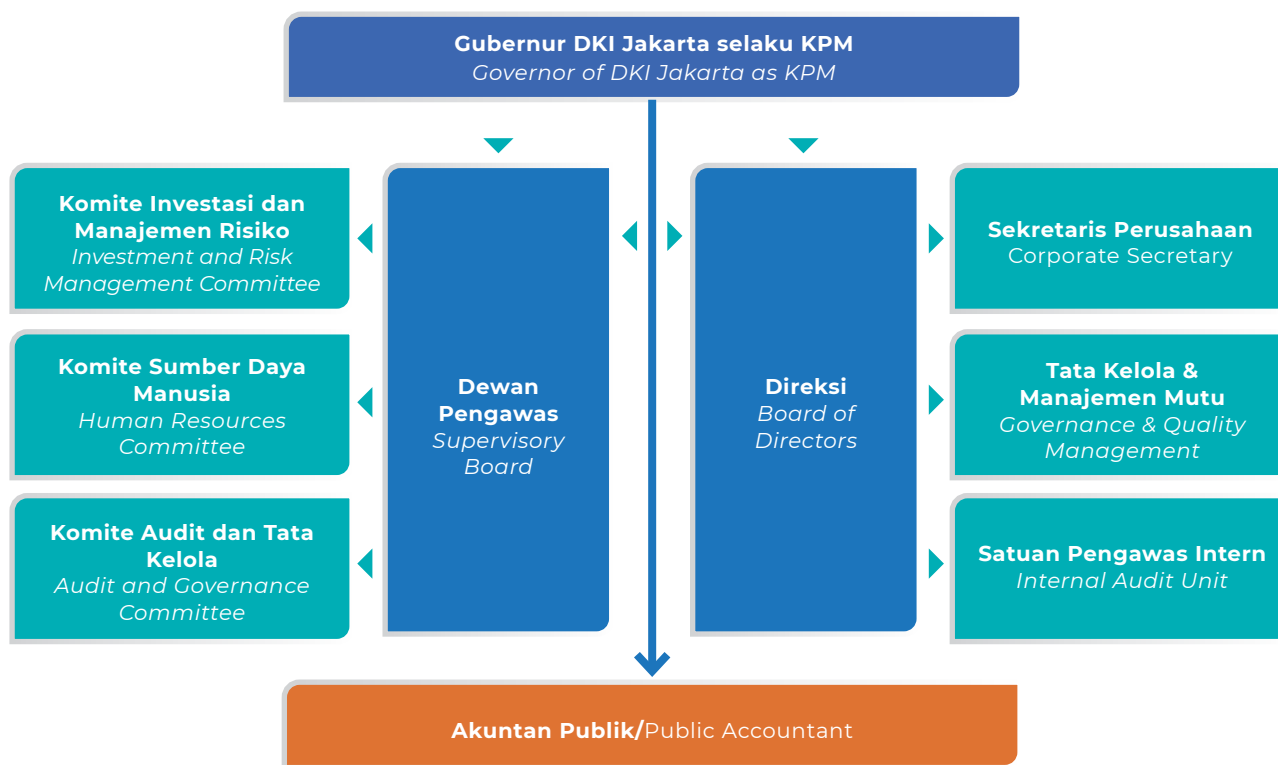 Gubernur DKI Jakarta selaku KPM
Governor of DKI Jakarta as KPM
Komite Investasi dan
Manajemen Risiko
Investment and Risk
Management Committee
Komite Sumber Daya
Manusia
Human Resources
Committee
Komite Audit dan Tata
Kelola
Audit and Governance
Committee
Dewan
Pengawas
Supervisory
Board
Direksi
Board of
Directors
Sekretaris Perusahaan
Corporate Secretary
Tata Kelola &
Manajemen Mutu
Governance & Quality
Management
Satuan Pengawas Intern
Internal Audit Unit
Akuntan Publik/Public Accountant